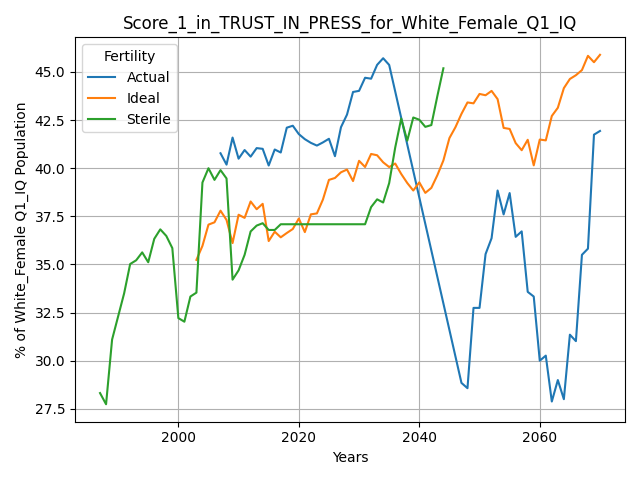 Score_1_in_TRUST_IN_PRESS_for_White_Female_Q1_IQ
Fertility
Actual
Ideal
Sterile
% of White_Female Q1_IQ Population
45.0
42.5
40.0
37.5
35.0
32.5
30.0
27.5
2000
2020
2040
2060
Years